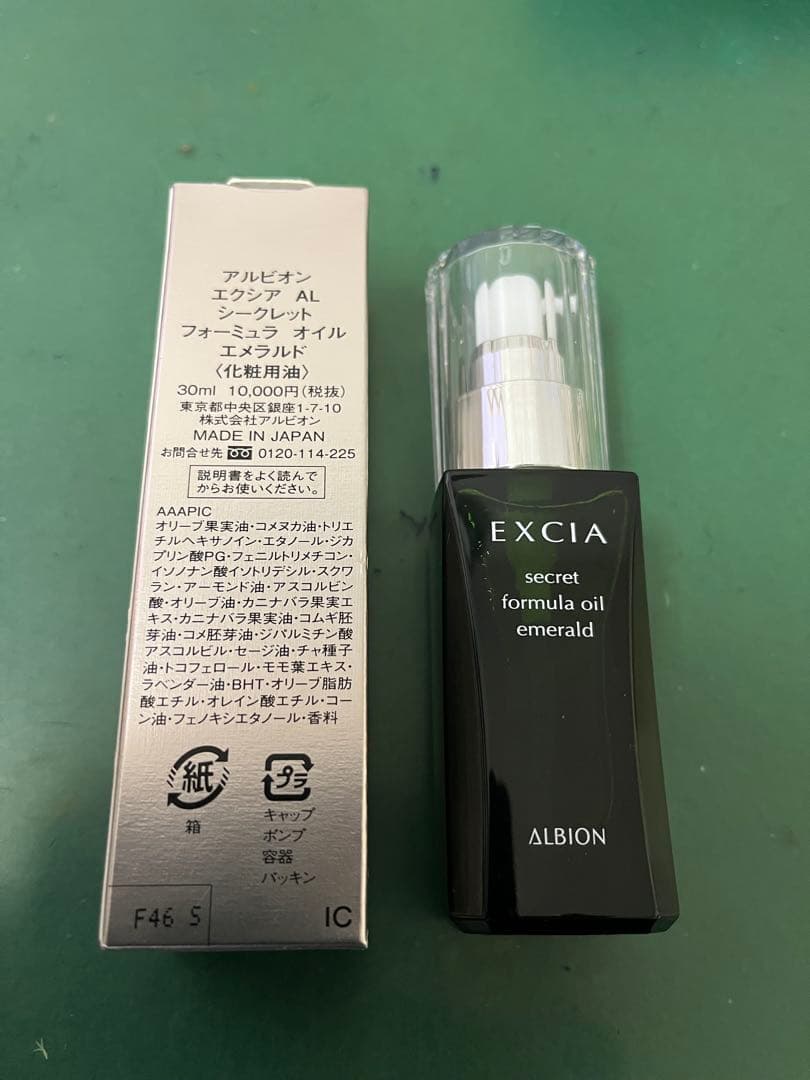 アルビオン
エクシア AL
シークレット
フォーミュラ オイル
エメラルド
〈化粧用油〉
30ml 10,000円(税抜)
東京都中央区銀座1-7-10
株式会社アルビオン
MADE IN JAPAN
お問合せ先 0120-114-225
説明書をよく読んで
からお使いください。
AAAPIC
オリーブ果実油・コメヌカ油・トリエ
チルヘキサノイン・エタノール・ジカ
プリン酸PG・フェニルトリメチコン・
イソノナン酸イソトリデシル・スクワ
ラン・アーモンド油・アスコルビン
酸・オリーブ油・カニナバラ果実エ
キス・カニナバラ果実油・コムギ胚
芽油・コメ胚芽油・ジパルミチン酸
アスコルビル・セージ油・チャ種子
油・トコフェロール・モモ葉エキス・
ラベンダー油・BHT・オリーブ脂肪
酸エチル・オレイン酸エチル・コー
ン油・フェノキシエタノール・香料
紙
箱
プラ
キャップ
ポンプ
容器
パッキン
F46 S
IC
EXCIA
secret
formula oil
emerald
ALBION